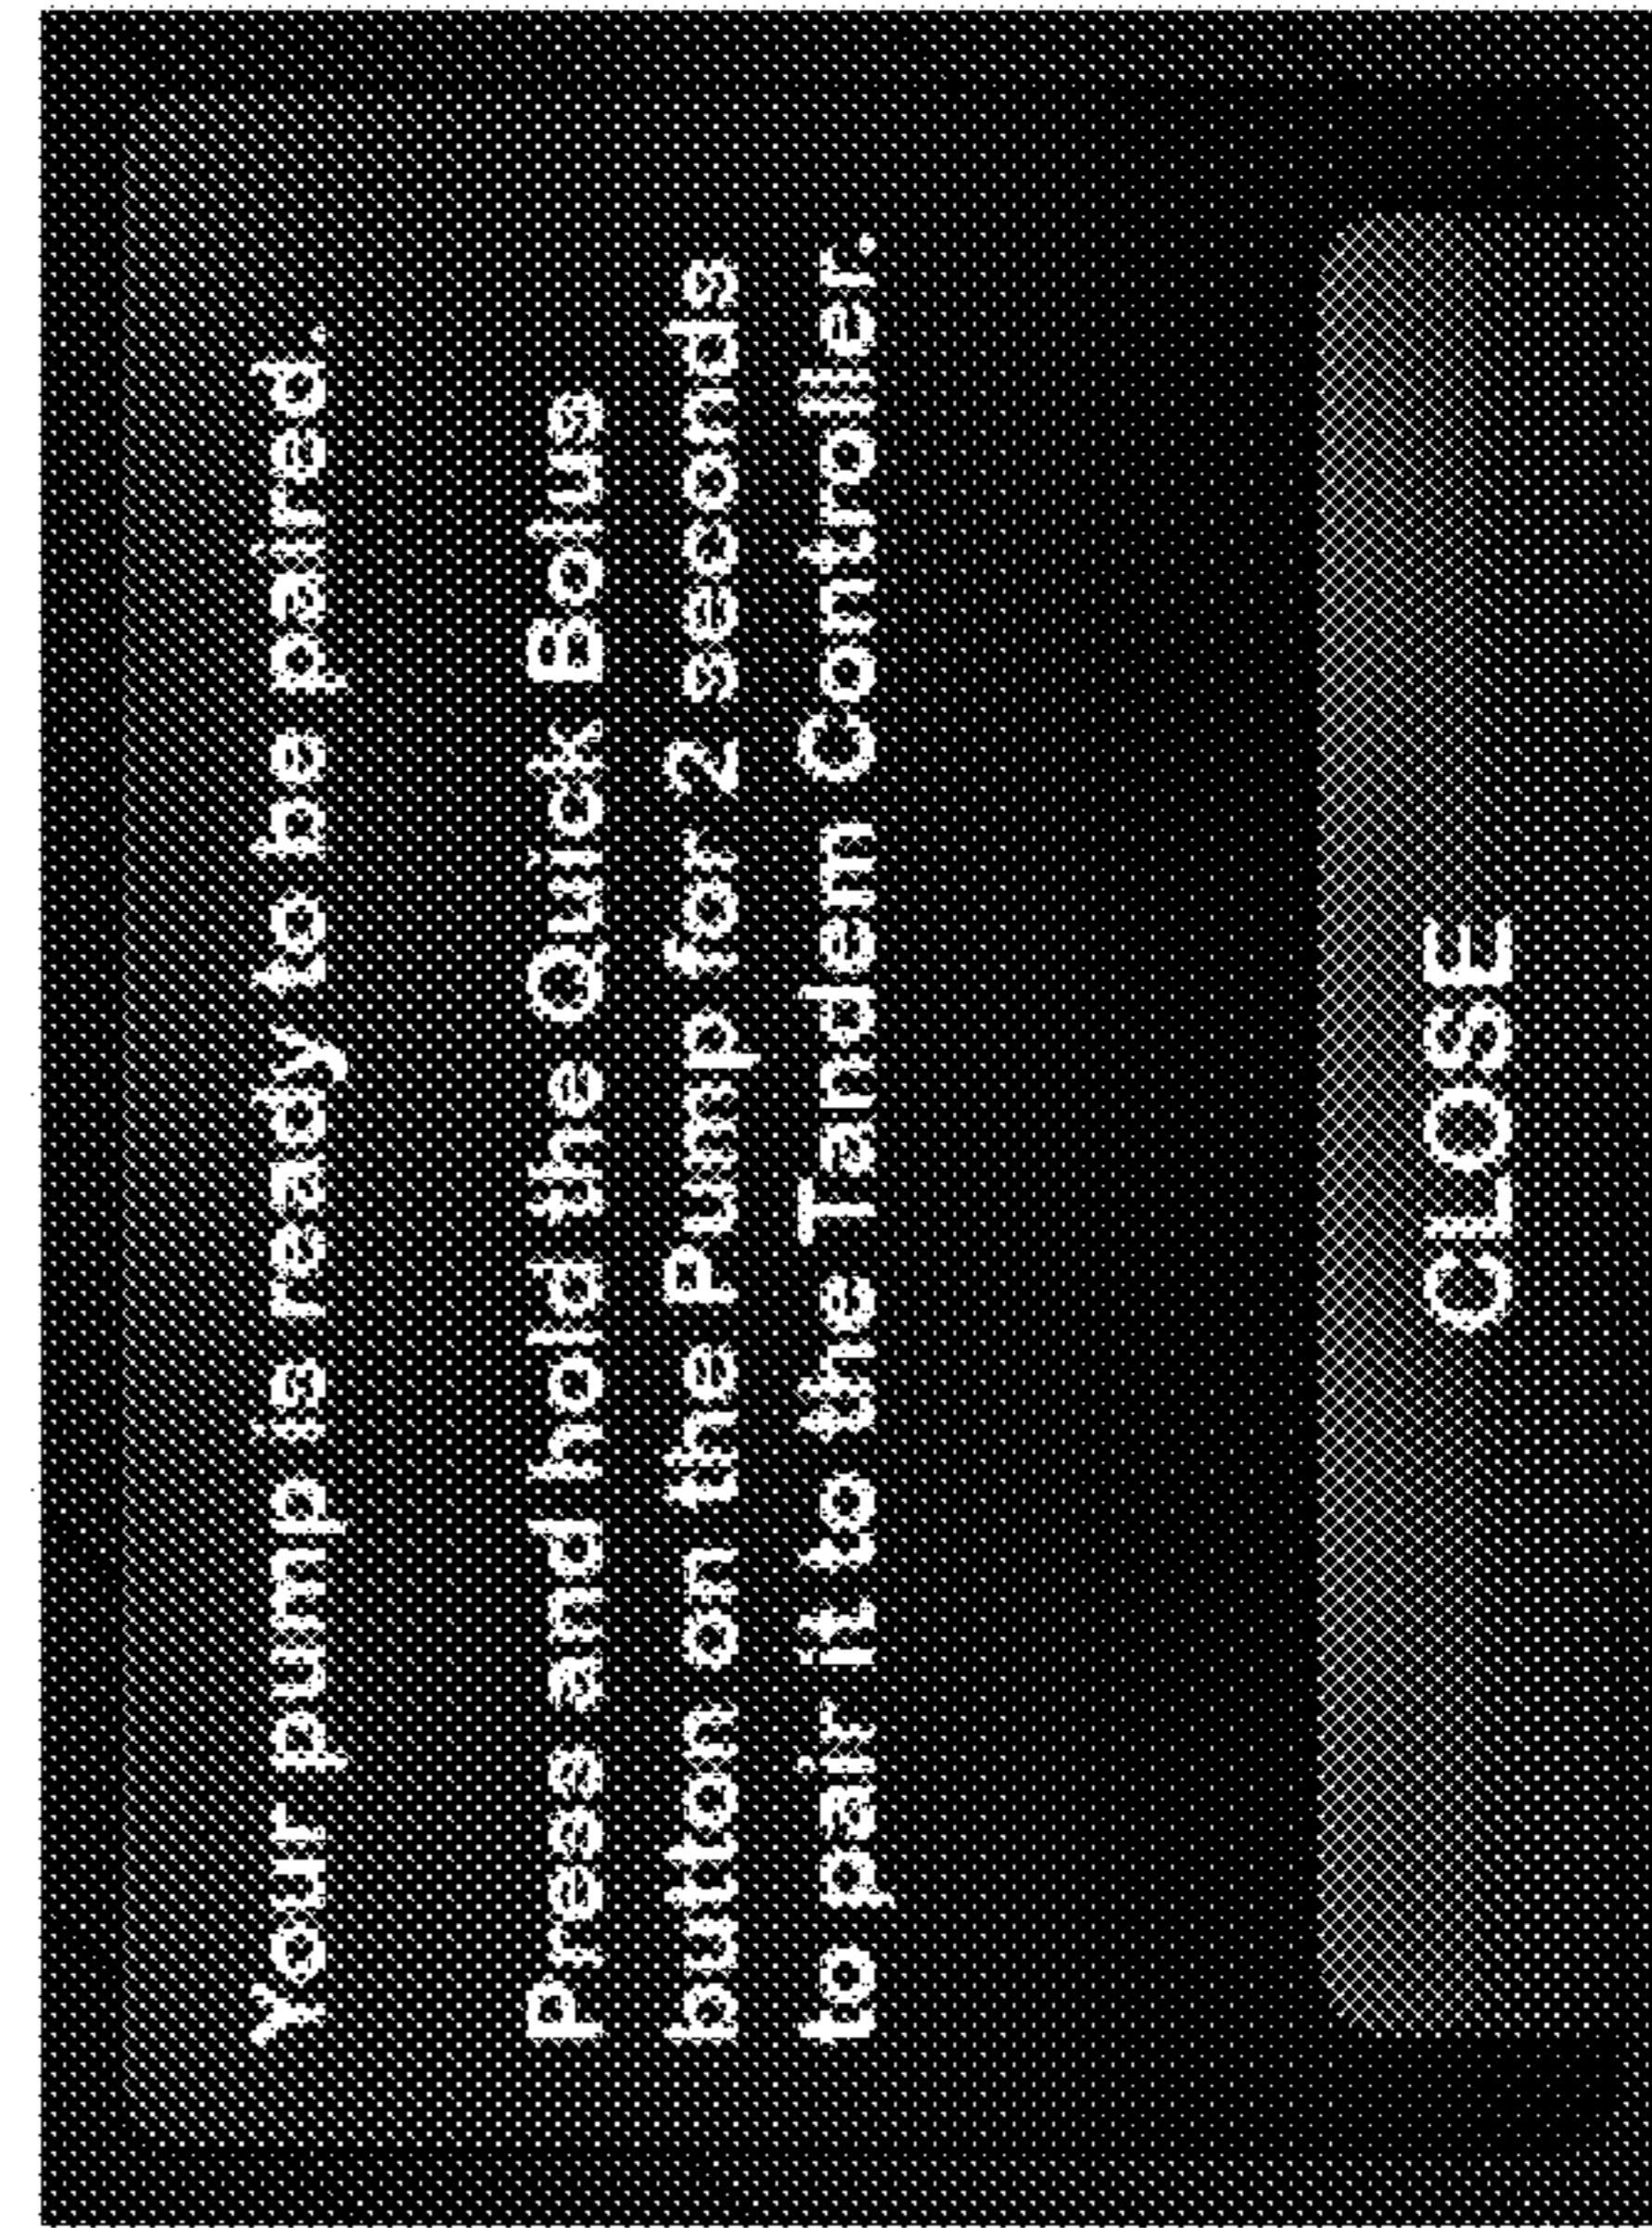 Your pump is ready to be paired.
Press and hold the Quick Bolus
button on the Pump for 2 seconds
to pair it to the Tandem Controller.
CLOSE